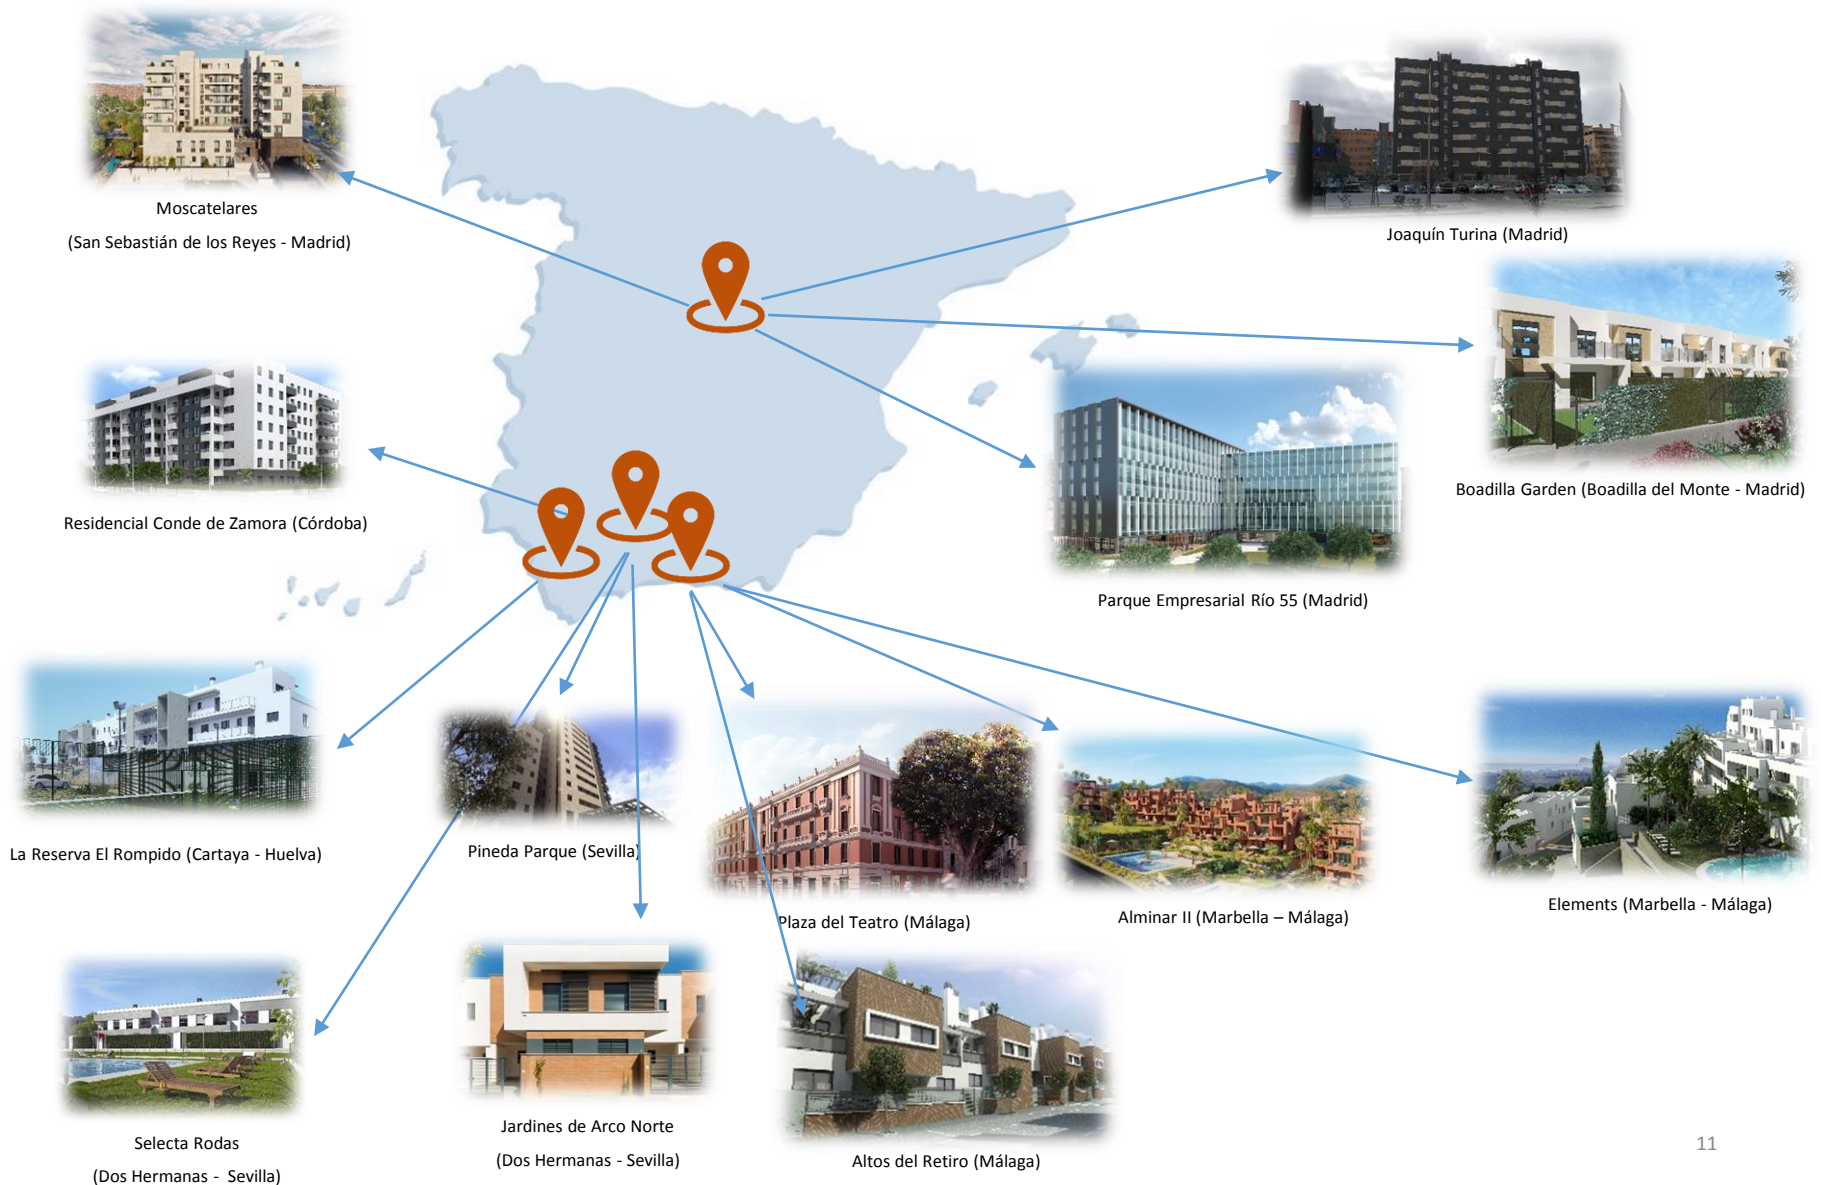 Moscatelares
(San Sebastián de los Reyes - Madrid)
Joaquín Turina (Madrid)
Boadilla Garden (Boadilla del Monte - Madrid)
Residencial Conde de Zamora (Córdoba)
Parque Empresarial Río 55 (Madrid)
La Reserva El Rompido (Cartaya - Huelva)
Pineda Parque (Sevilla)
Plaza del Teatro (Málaga)
Alminar II (Marbella – Málaga)
Elements (Marbella - Málaga)
Selecta Rodas
(Dos Hermanas - Sevilla)
Jardines de Arco Norte
(Dos Hermanas - Sevilla)
Altos del Retiro (Málaga)
11